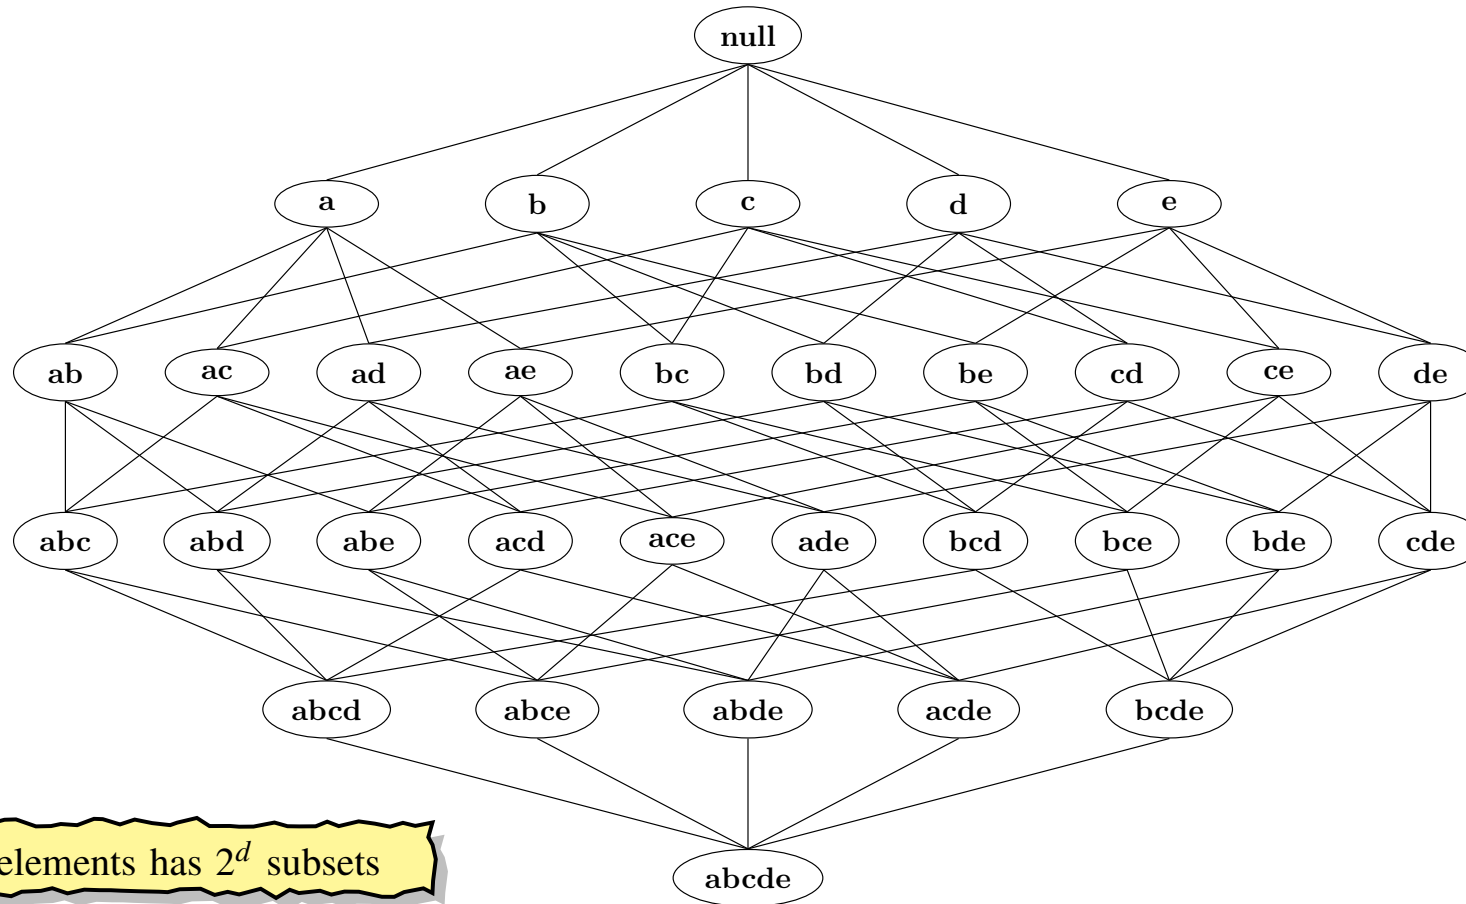 null
a b c d e
ab ac ad ae bc bd be cd ce de
abc abd abe acd ace ade bcd bce bde cde
abcd abce abde acde bcde
abcde
elements has 2^d subsets